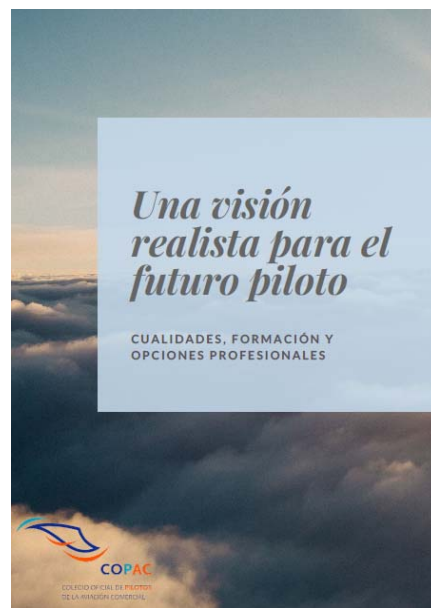 Una visión
realista para el
futuro piloto
CUALIDADES, FORMACIÓN Y
OPCIONES PROFESIONALES
COPAC
COLEGIO OFICIAL DE PILOTOS
DE LA AVIACIÓN COMERCIAL